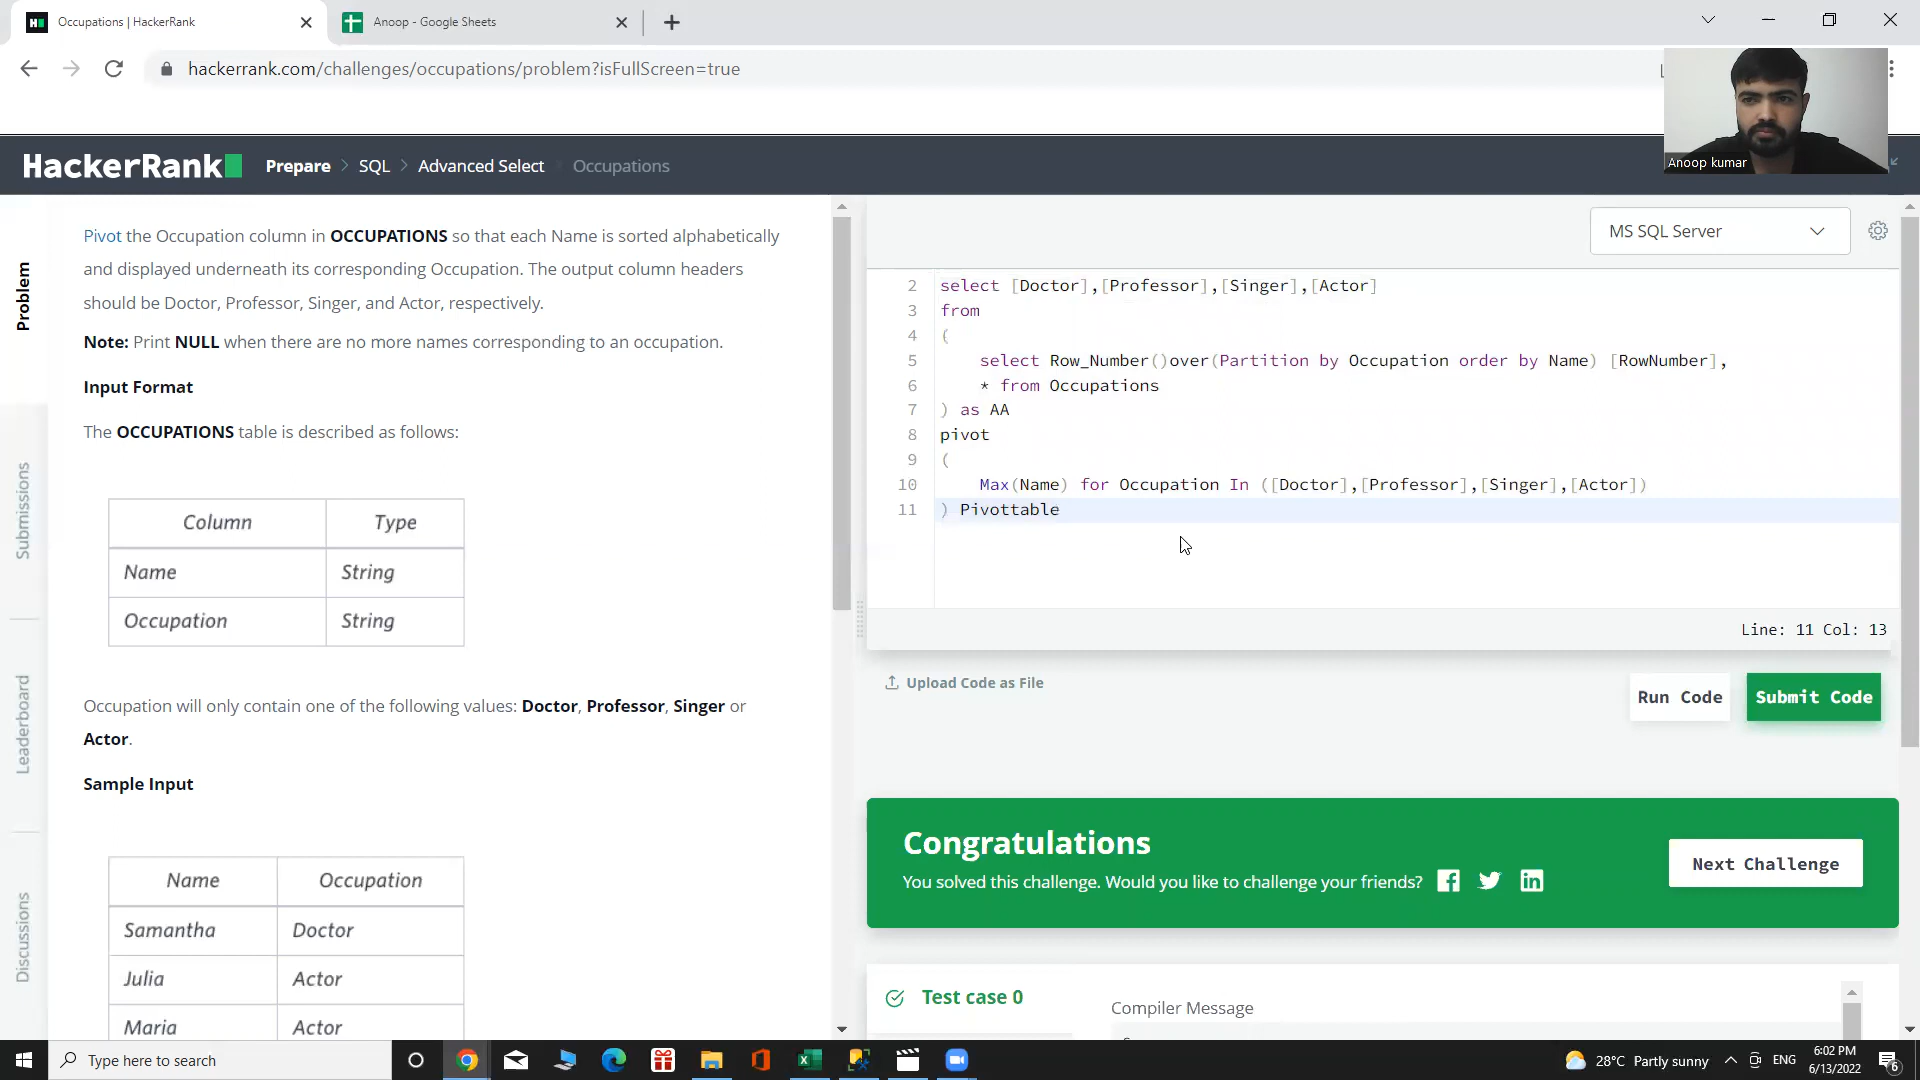 Occupations | HackerRank
Anoop - Google Sheets
hackerrank.com/challenges/occupations/problem?isFullScreen=true
Anoop kumar
HackerRank
Prepare > SQL > Advanced Select Occupations
Problem
Submissions
Leaderboard
Discussions
Pivot the Occupation column in OCCUPATIONS so that each Name is sorted alphabetically
and displayed underneath its corresponding Occupation. The output column headers
should be Doctor, Professor, Singer, and Actor, respectively.
Note: Print NULL when there are no more names corresponding to an occupation.
Input Format
The OCCUPATIONS table is described as follows:
Column Type
Name String
Occupation String
Occupation will only contain one of the following values: Doctor, Professor, Singer or
Actor.
Sample Input
Name Occupation
Samantha Doctor
Julia Actor
Maria Actor
MS SQL Server
2 select [Doctor],[Professor],[Singer],[Actor]
3 from
4 (
5 select Row_Number()over(Partition by Occupation order by Name) [RowNumber],
6 * from Occupations
7 ) as AA
8 pivot
9 (
10 Max(Name) for Occupation In ([Doctor],[Professor],[Singer],[Actor])
11 ) Pivottable
Line: 11 Col: 13
Upload Code as File
Run Code
Submit Code
Congratulations
You solved this challenge. Would you like to challenge your friends?
Next Challenge
Test case 0
Compiler Message
Type here to search
28°C Partly sunny
ENG
6:02 PM
6/13/2022
6